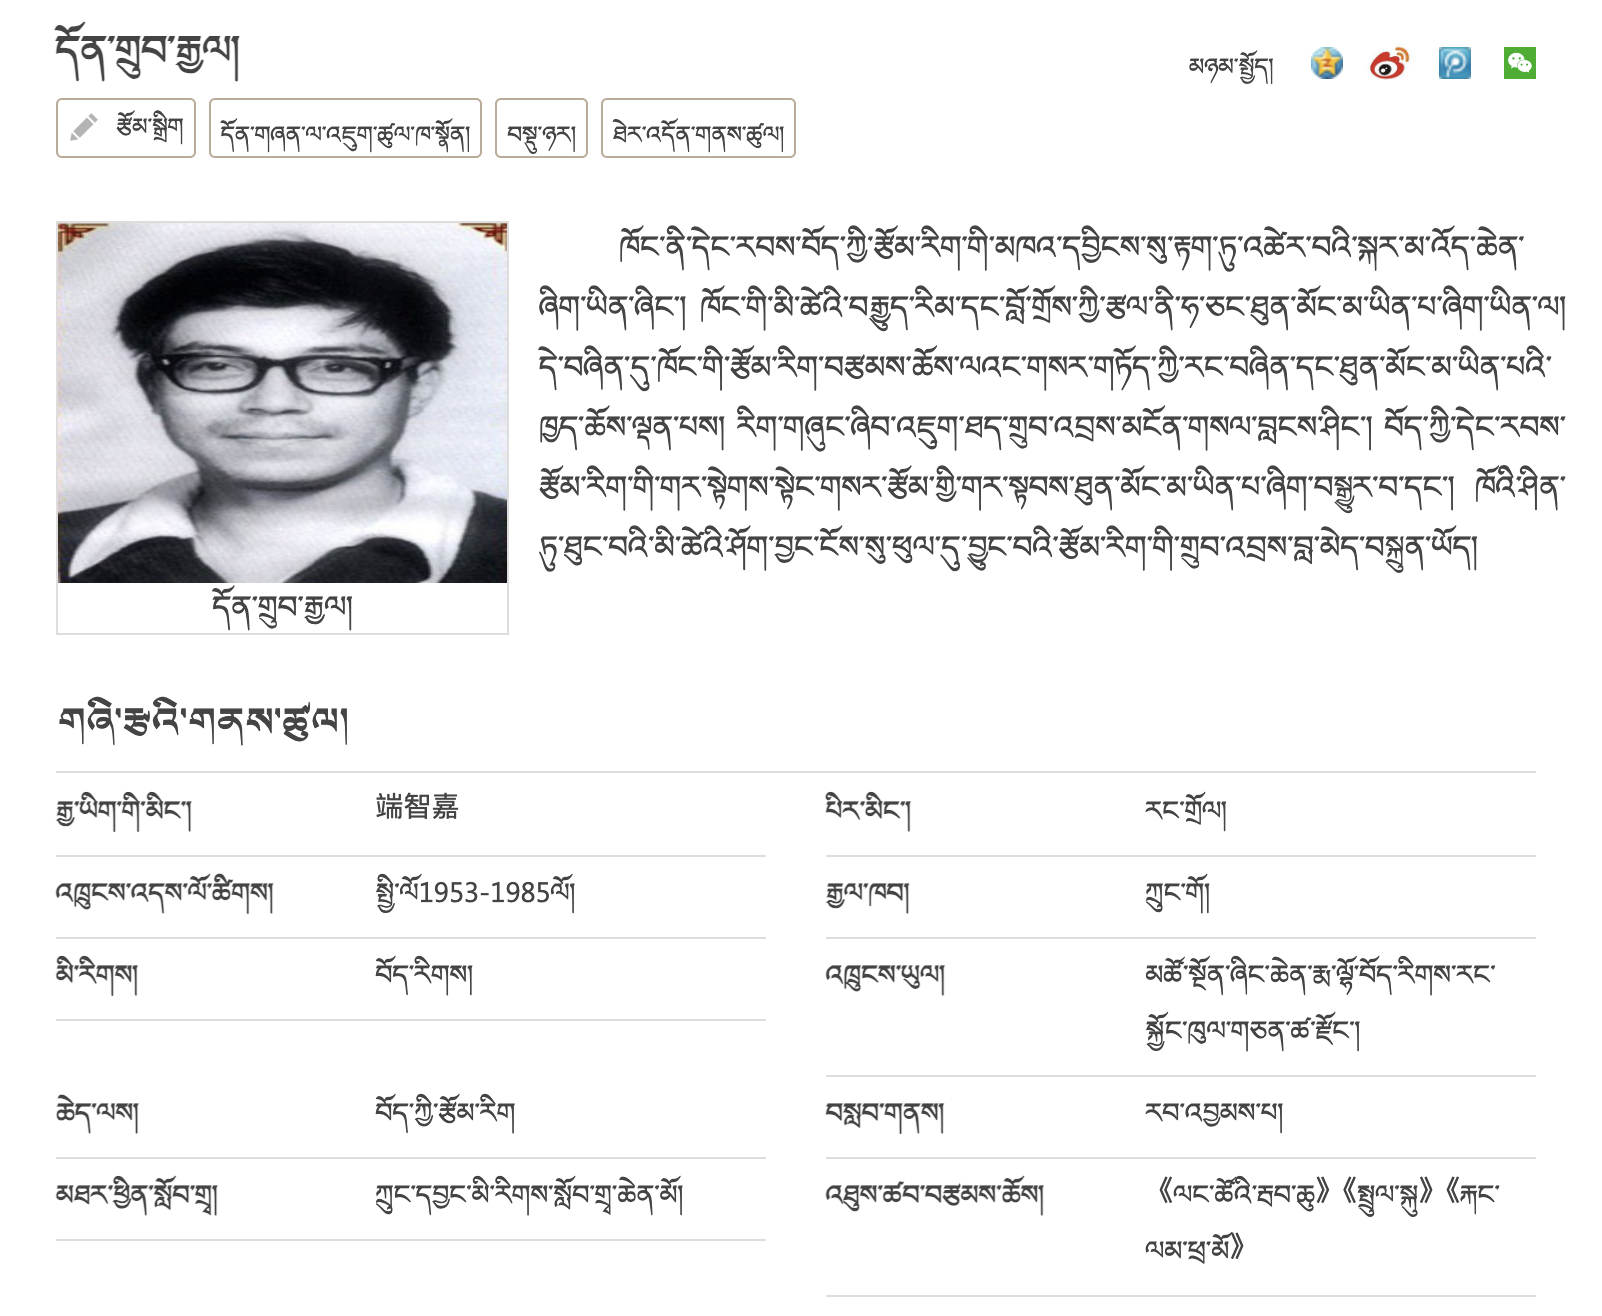 དོན་གྲུབ་རྒྱལ།
མཉམ་སྤྱོད།
རྩོམ་སྒྲིག
དོན་གཞན་ལ་འཇུག་ཚུལ་ཁ་སྣོན།
བསྡུ་ཉར།
ཐེར་འདོན་གནས་ཚུལ།
ཁོང་ནི་དེང་རབས་བོད་ཀྱི་རྩོམ་རིག་གི་མཁའ་དབྱིངས་སུ་རྟག་ཏུ་འཚེར་བའི་སྐར་མ་འོད་ཆེན་
ཞིག་ཡིན་ཞིང་། ཁོང་གི་མི་ཚེའི་བརྒྱུད་རིམ་དང་བློ་གྲོས་ཀྱི་རྩལ་ནི་ཧ་ཅང་ཐུན་མོང་མ་ཡིན་པ་ཞིག་ཡིན་ལ།
དེ་བཞིན་དུ་ཁོང་གི་རྩོམ་རིག་བརྩམས་ཆོས་ལའང་གསར་གཏོད་ཀྱི་རང་བཞིན་དང་ཐུན་མོང་མ་ཡིན་པའི་
ཁྱད་ཆོས་ལྡན་པས། རིག་གཞུང་ཞིབ་འཇུག་ཐད་གྲུབ་འབྲས་མངོན་གསལ་བླངས་ཤིང་། བོད་ཀྱི་དེང་རབས་
རྩོམ་རིག་གི་གར་སྟེགས་སྟེང་གསར་རྩོམ་གྱི་གར་སྟབས་ཐུན་མོང་མ་ཡིན་པ་ཞིག་བསྒྱུར་བ་དང་། ཁོའི་ཤིན་
ཏུ་ཐུང་བའི་མི་ཚེའི་ཤོག་བྱང་ངོས་སུ་ཕུལ་དུ་བྱུང་བའི་རྩོམ་རིག་གི་གྲུབ་འབྲས་བླ་མེད་བསྐྲུན་ཡོད།
དོན་གྲུབ་རྒྱལ།
གཞི་རྩའི་གནས་ཚུལ།
རྒྱ་ཡིག་གི་མིང་། 端智嘉
པིར་མིང་། རང་གྲོལ།
འཁྲུངས་འདས་ལོ་ཚིགས། སྤྱི་ལོ1953-1985ལོ།
རྒྱལ་ཁབ། ཀྲུང་གོ།
མི་རིགས། བོད་རིགས།
འཁྲུངས་ཡུལ། མཚོ་སྔོན་ཞིང་ཆེན་རྨ་ལྷོ་བོད་རིགས་རང་
སྐྱོང་ཁུལ་གཅན་ཚ་རྫོང་།
ཆེད་ལས། བོད་ཀྱི་རྩོམ་རིག
བསླབ་གནས། རབ་འབྱམས་པ།
མཐར་ཕྱིན་སློབ་གྲྭ། ཀྲུང་དབྱང་མི་རིགས་སློབ་གྲྭ་ཆེན་མོ།
འཐུས་ཚབ་བརྩམས་ཆོས། 《ལང་ཚོའི་རྦབ་ཆུ》《སྤྲུལ་སྐུ》《རྐང་
ལམ་ཕྲ་མོ》